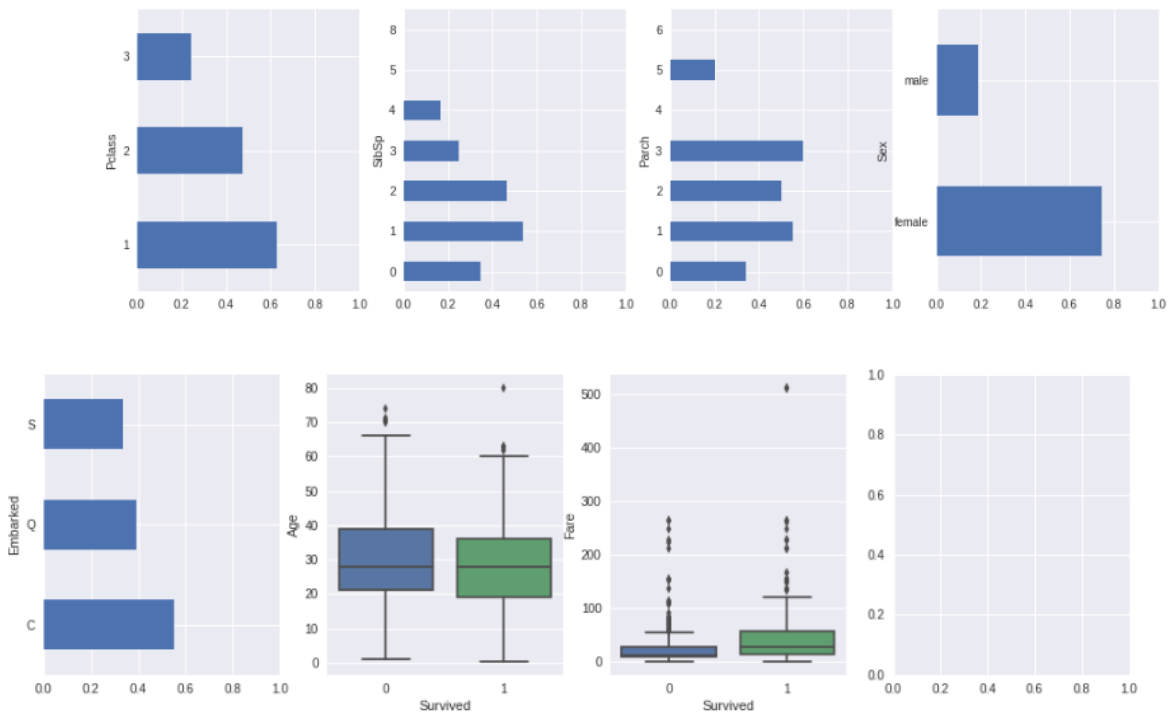 Pclass
3
2
1
0.0 0.2 0.4 0.6 0.8 1.0
SibSp
8
5
4
3
2
1
0
0.0 0.2 0.4 0.6 0.8 1.0
Parch
6
5
4
3
2
1
0
0.0 0.2 0.4 0.6 0.8 1.0
Sex
male
female
0.0 0.2 0.4 0.6 0.8 1.0
Embarked
S
Q
C
0.0 0.2 0.4 0.6 0.8 1.0
Age
80
70
60
50
40
30
20
10
0
0 1
Survived
Fare
500
400
300
200
100
0
0 1
Survived
1.0
0.8
0.6
0.4
0.2
0.0
0.0 0.2 0.4 0.6 0.8 1.0